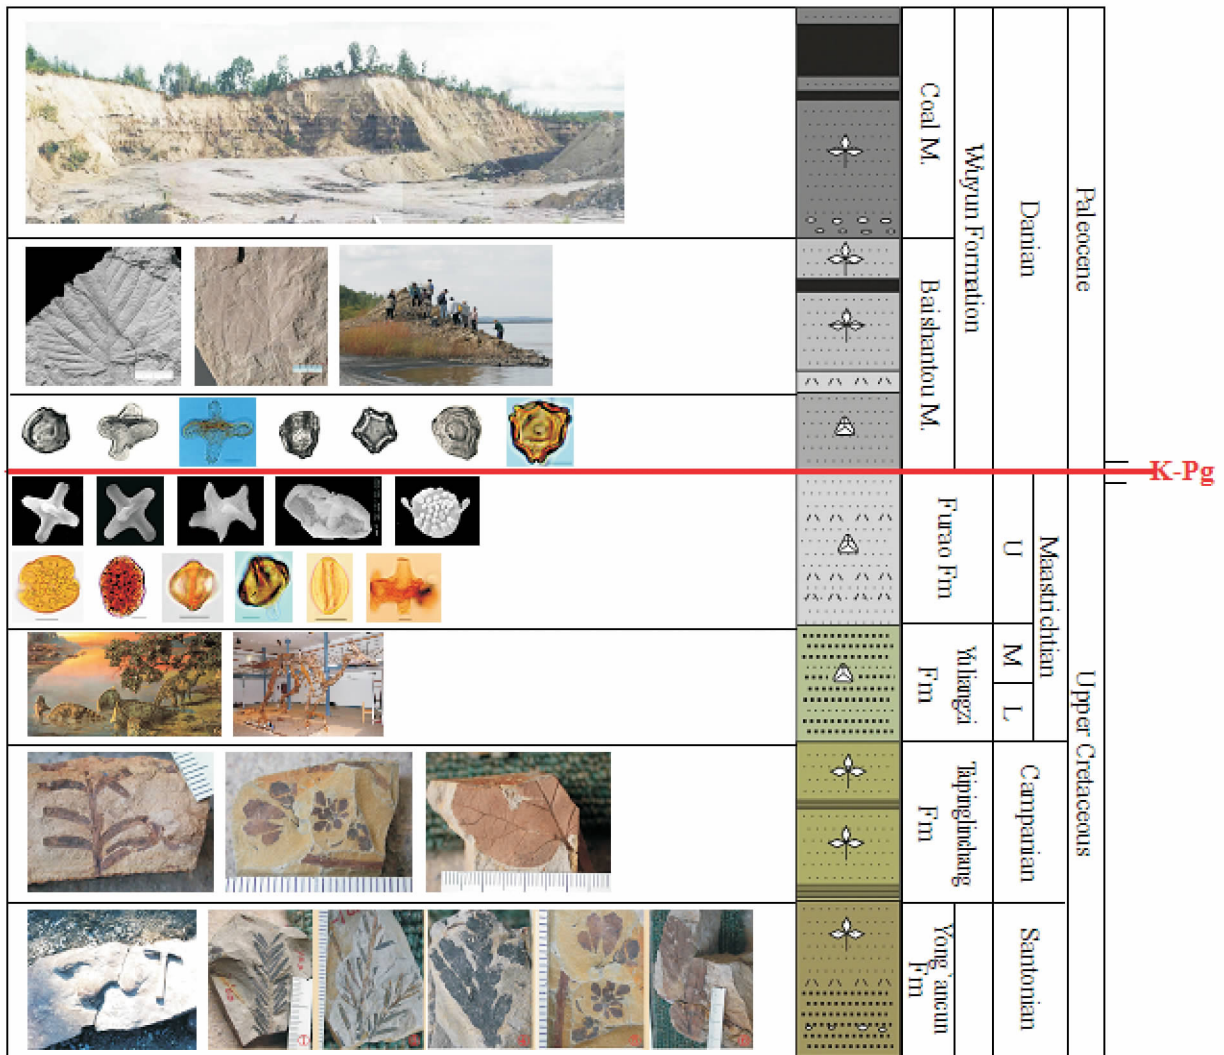 Coal M.
Wuyun Formation
Danian
Paleocene
Baishantou M.
K-Pg
Furao Fm
U
Maastrichtian
Upper Cretaceous
Yuliangzi
Fm
M
L
Taipinglinchang
Fm
Campanian
Yong'ancun
Fm
Santonian